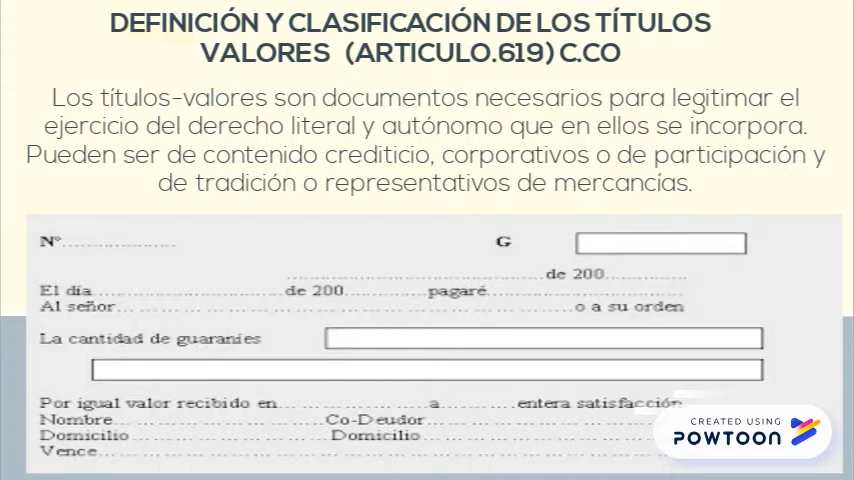 DEFINICIÓN Y CLASIFICACIÓN DE LOS TÍTULOS
VALORES (ARTICULO.619) C.CO
Los títulos-valores son documentos necesarios para legitimar el
ejercicio del derecho literal y autónomo que en ellos se incorpora.
Pueden ser de contenido crediticio, corporativos o de participación y
de tradición o representativos de mercancías.
Nº..................... G
..............................................de 200...............
El día..................................de 200...............pagaré...................................
Al señor... ... ... ... ... ... ... ... ... ... ... ... ... ... ...o a su orden
La cantidad de guaraníes
Por igual valor recibido en... ... ... ... ...a... ... ...entera satisfacción
Nombre ... ... ... ... ... Co-Deudor... ... ... ... ...
Domicilio... ... ... ... ... Domicilio... ... ... ... ...
Vence... ... ... ... ... ... ... ... ... ... ... ...
CREATED USING
POWTOON